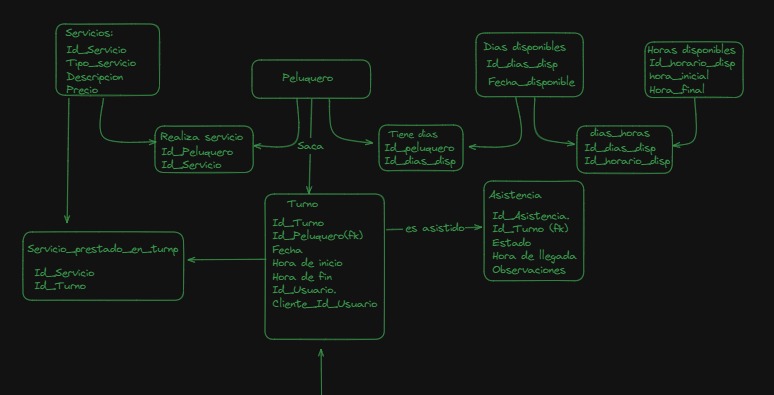 Servicios:
Id_Servicio
Tipo_servicio
Descripcion
Precio
Peluquero
Dias disponibles
Id_dias_disp
Fecha_disponible
Horas disponibles
Id_horario_disp
hora_inicial
Hora_final
Realiza servicio
Id_Peluquero
Id_Servicio
Saca
Tiene dias
Id_peluquero
Id_dias_disp
dias_horas
Id_dias_disp
Id_horario_disp
Servicio_prestado_en_turno
Id_Servicio
Id_Turno
Turno
Id_Turno
Id_Peluquero(fk)
Fecha
Hora de inicio
Hora de fin
Id_Usuario.
Cliente_Id_Usuario
es asistido
Asistencia
Id_Asistencia.
Id_Turno (fk)
Estado
Hora de llegada
Observaciones